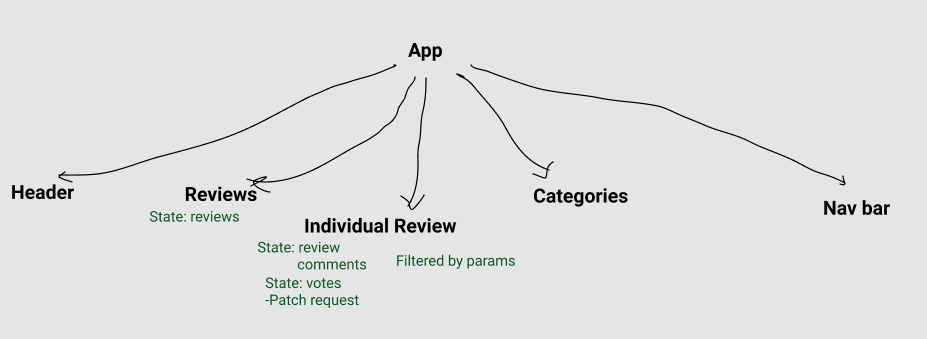 App
Header
Reviews
State: reviews
Individual Review
State: review
comments
State: votes
-Patch request
Filtered by params
Categories
Nav bar